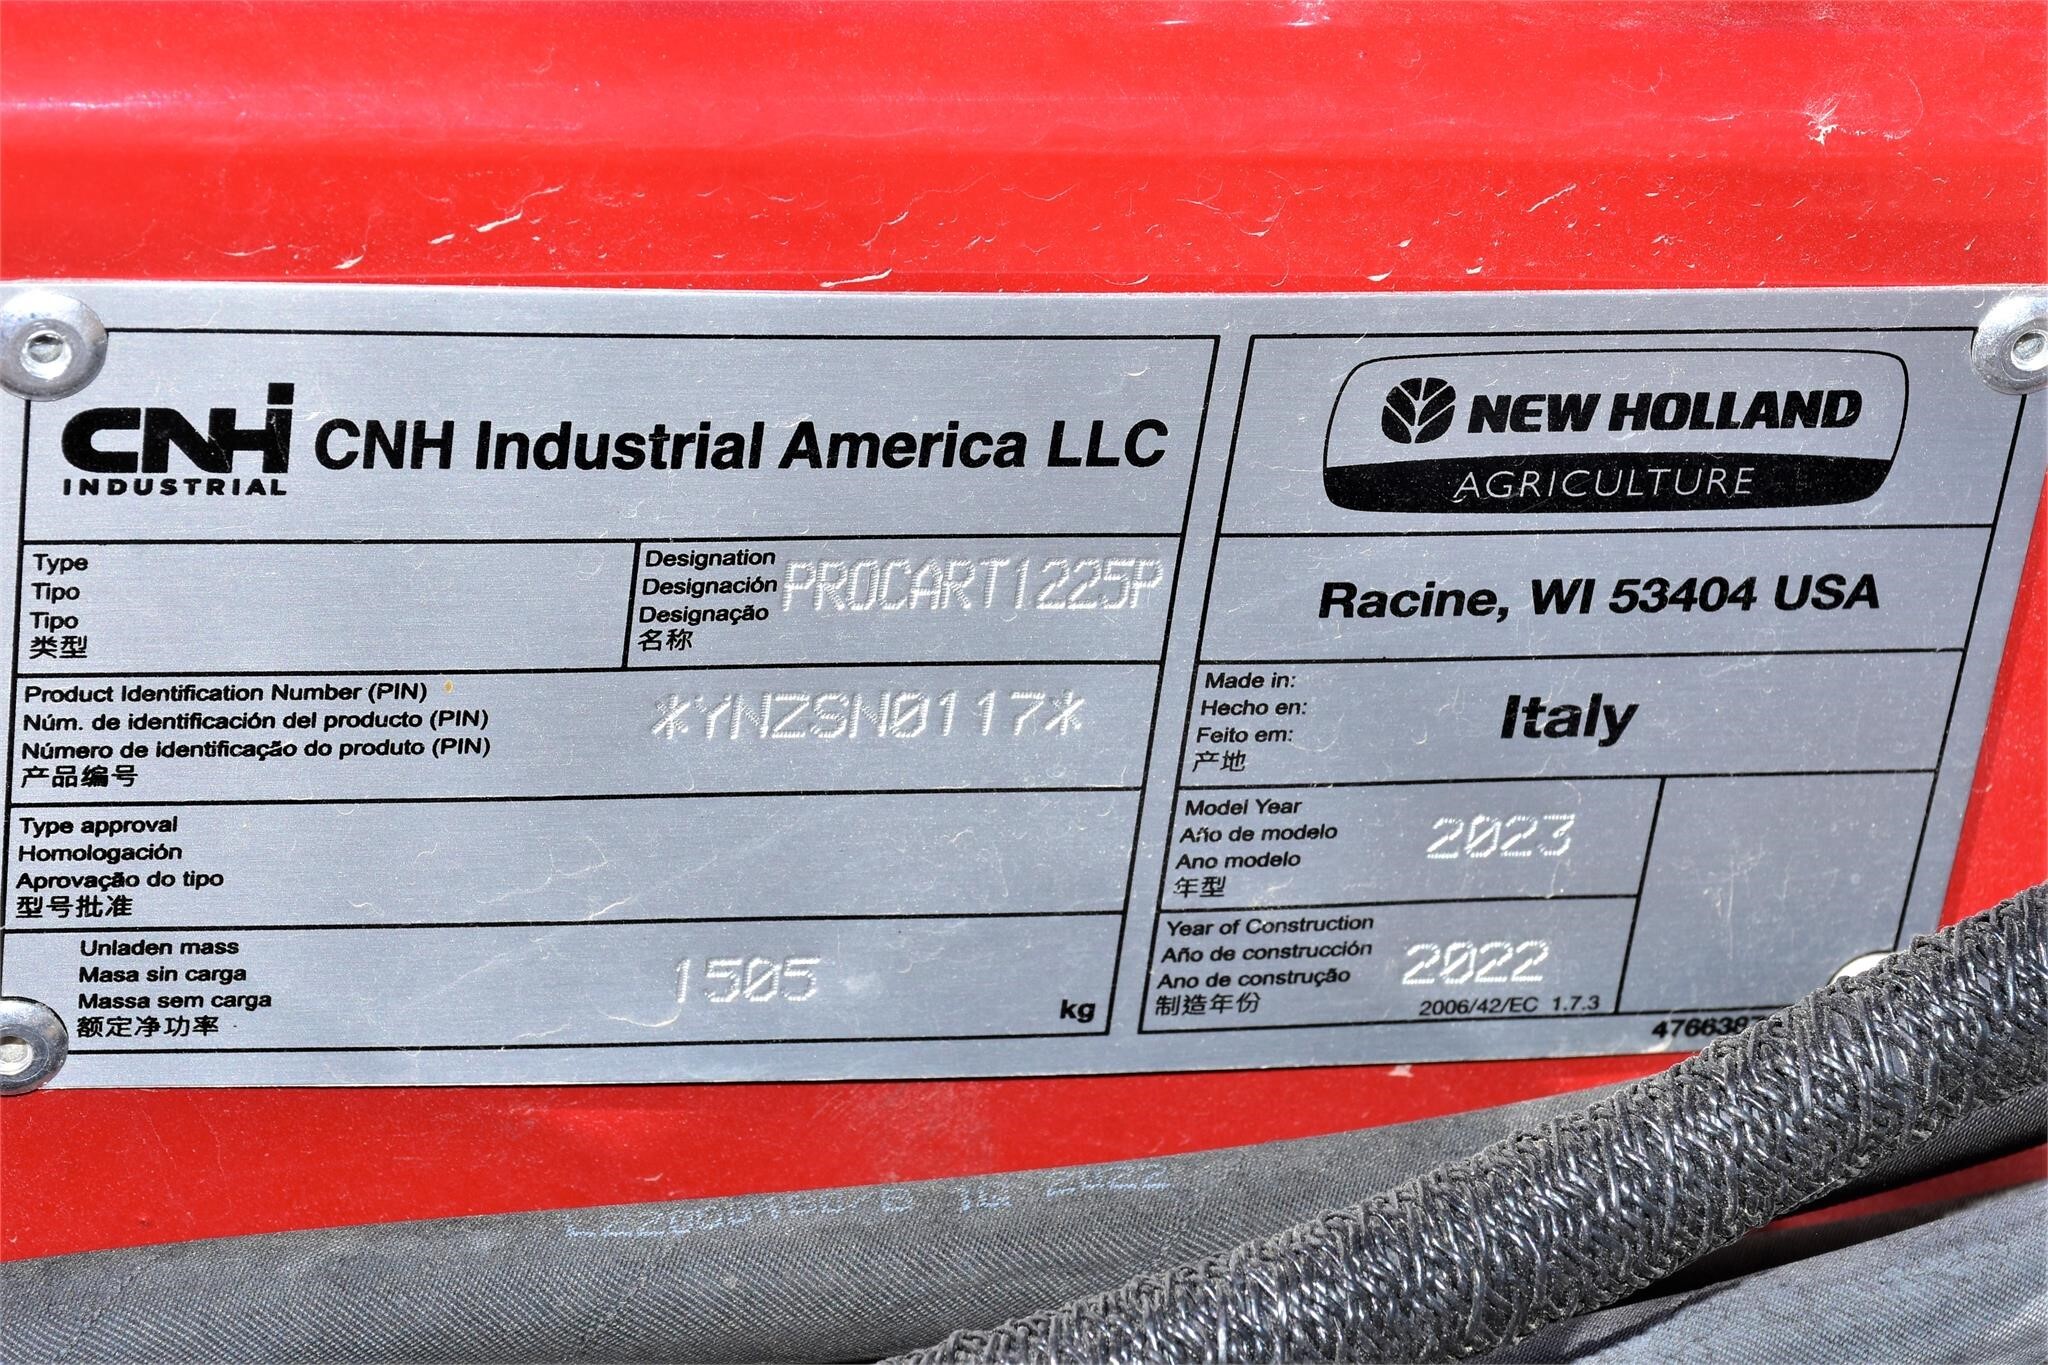 CNH
INDUSTRIAL
CNH Industrial America LLC
Type
Tipo
Tipo
类型
Designation
Designación
Designação
名称
PROCART1225P
Product Identification Number (PIN)
Núm. de identificación del producto (PIN)
Número de identificação do produto (PIN)
产品编号
*YNZSN0117*
Type approval
Homologación
Aprovação do tipo
型号批准
Unladen mass
Masa sin carga
Massa sem carga
额定净功率
1505
kg
NEW HOLLAND
AGRICULTURE
Racine, WI 53404 USA
Made in:
Hecho en:
Feito em:
产地
Italy
Model Year
Año de modelo
Ano modelo
年型
2023
Year of Construction
Año de construcción
Ano de construção
制造年份
2022
2006/42/EC 1.7.3
2022